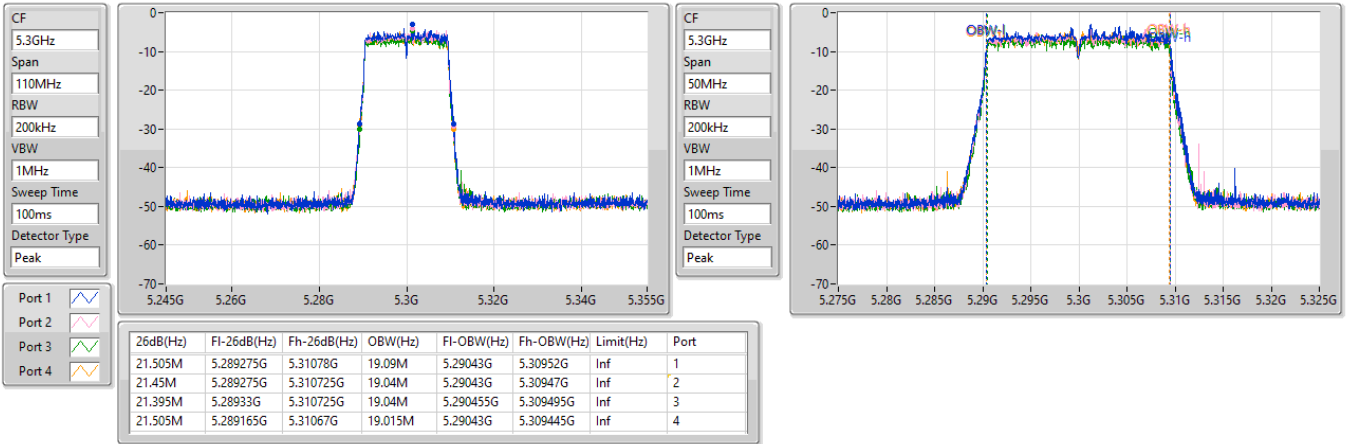 CF
5.3GHz
Span
110MHz
RBW
200kHz
VBW
1MHz
Sweep Time
100ms
Detector Type
Peak
0
-10
-20
-30
-40
-50
-60
-70
5.245G 5.26G 5.28G 5.3G 5.32G 5.34G 5.355G
CF
5.3GHz
Span
50MHz
RBW
200kHz
VBW
1MHz
Sweep Time
100ms
Detector Type
Peak
OBW-l OBW-h
OBW-h
0
-10
-20
-30
-40
-50
-60
-70
5.275G 5.28G 5.285G 5.29G 5.295G 5.3G 5.305G 5.31G 5.315G 5.32G 5.325G
Port 1
Port 2
Port 3
Port 4
26dB(Hz) Fl-26dB(Hz) Fh-26dB(Hz) OBW(Hz) Fl-OBW(Hz) Fh-OBW(Hz) Limit(Hz) Port
21.505M 5.289275G 5.31078G 19.09M 5.29043G 5.30952G Inf 1
21.45M 5.289275G 5.310725G 19.04M 5.29043G 5.30947G Inf 2
21.395M 5.28933G 5.310725G 19.04M 5.290455G 5.309495G Inf 3
21.505M 5.289165G 5.31067G 19.015M 5.29043G 5.309445G Inf 4